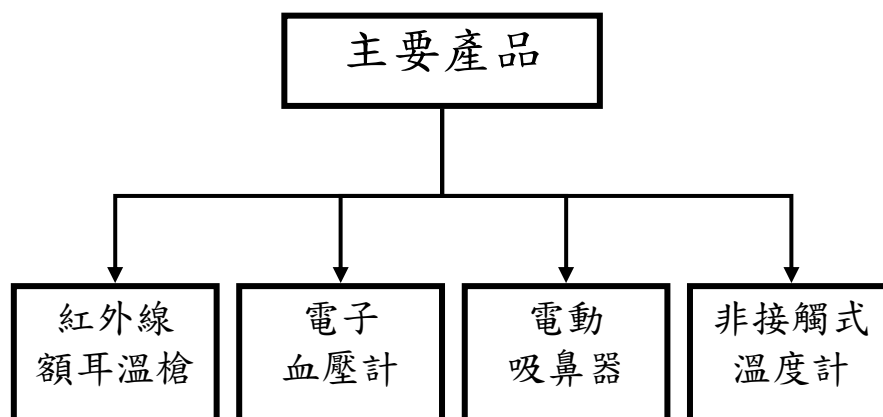 主要產品
紅外線
額耳溫槍
電子
血壓計
電動
吸鼻器
非接觸式
溫度計